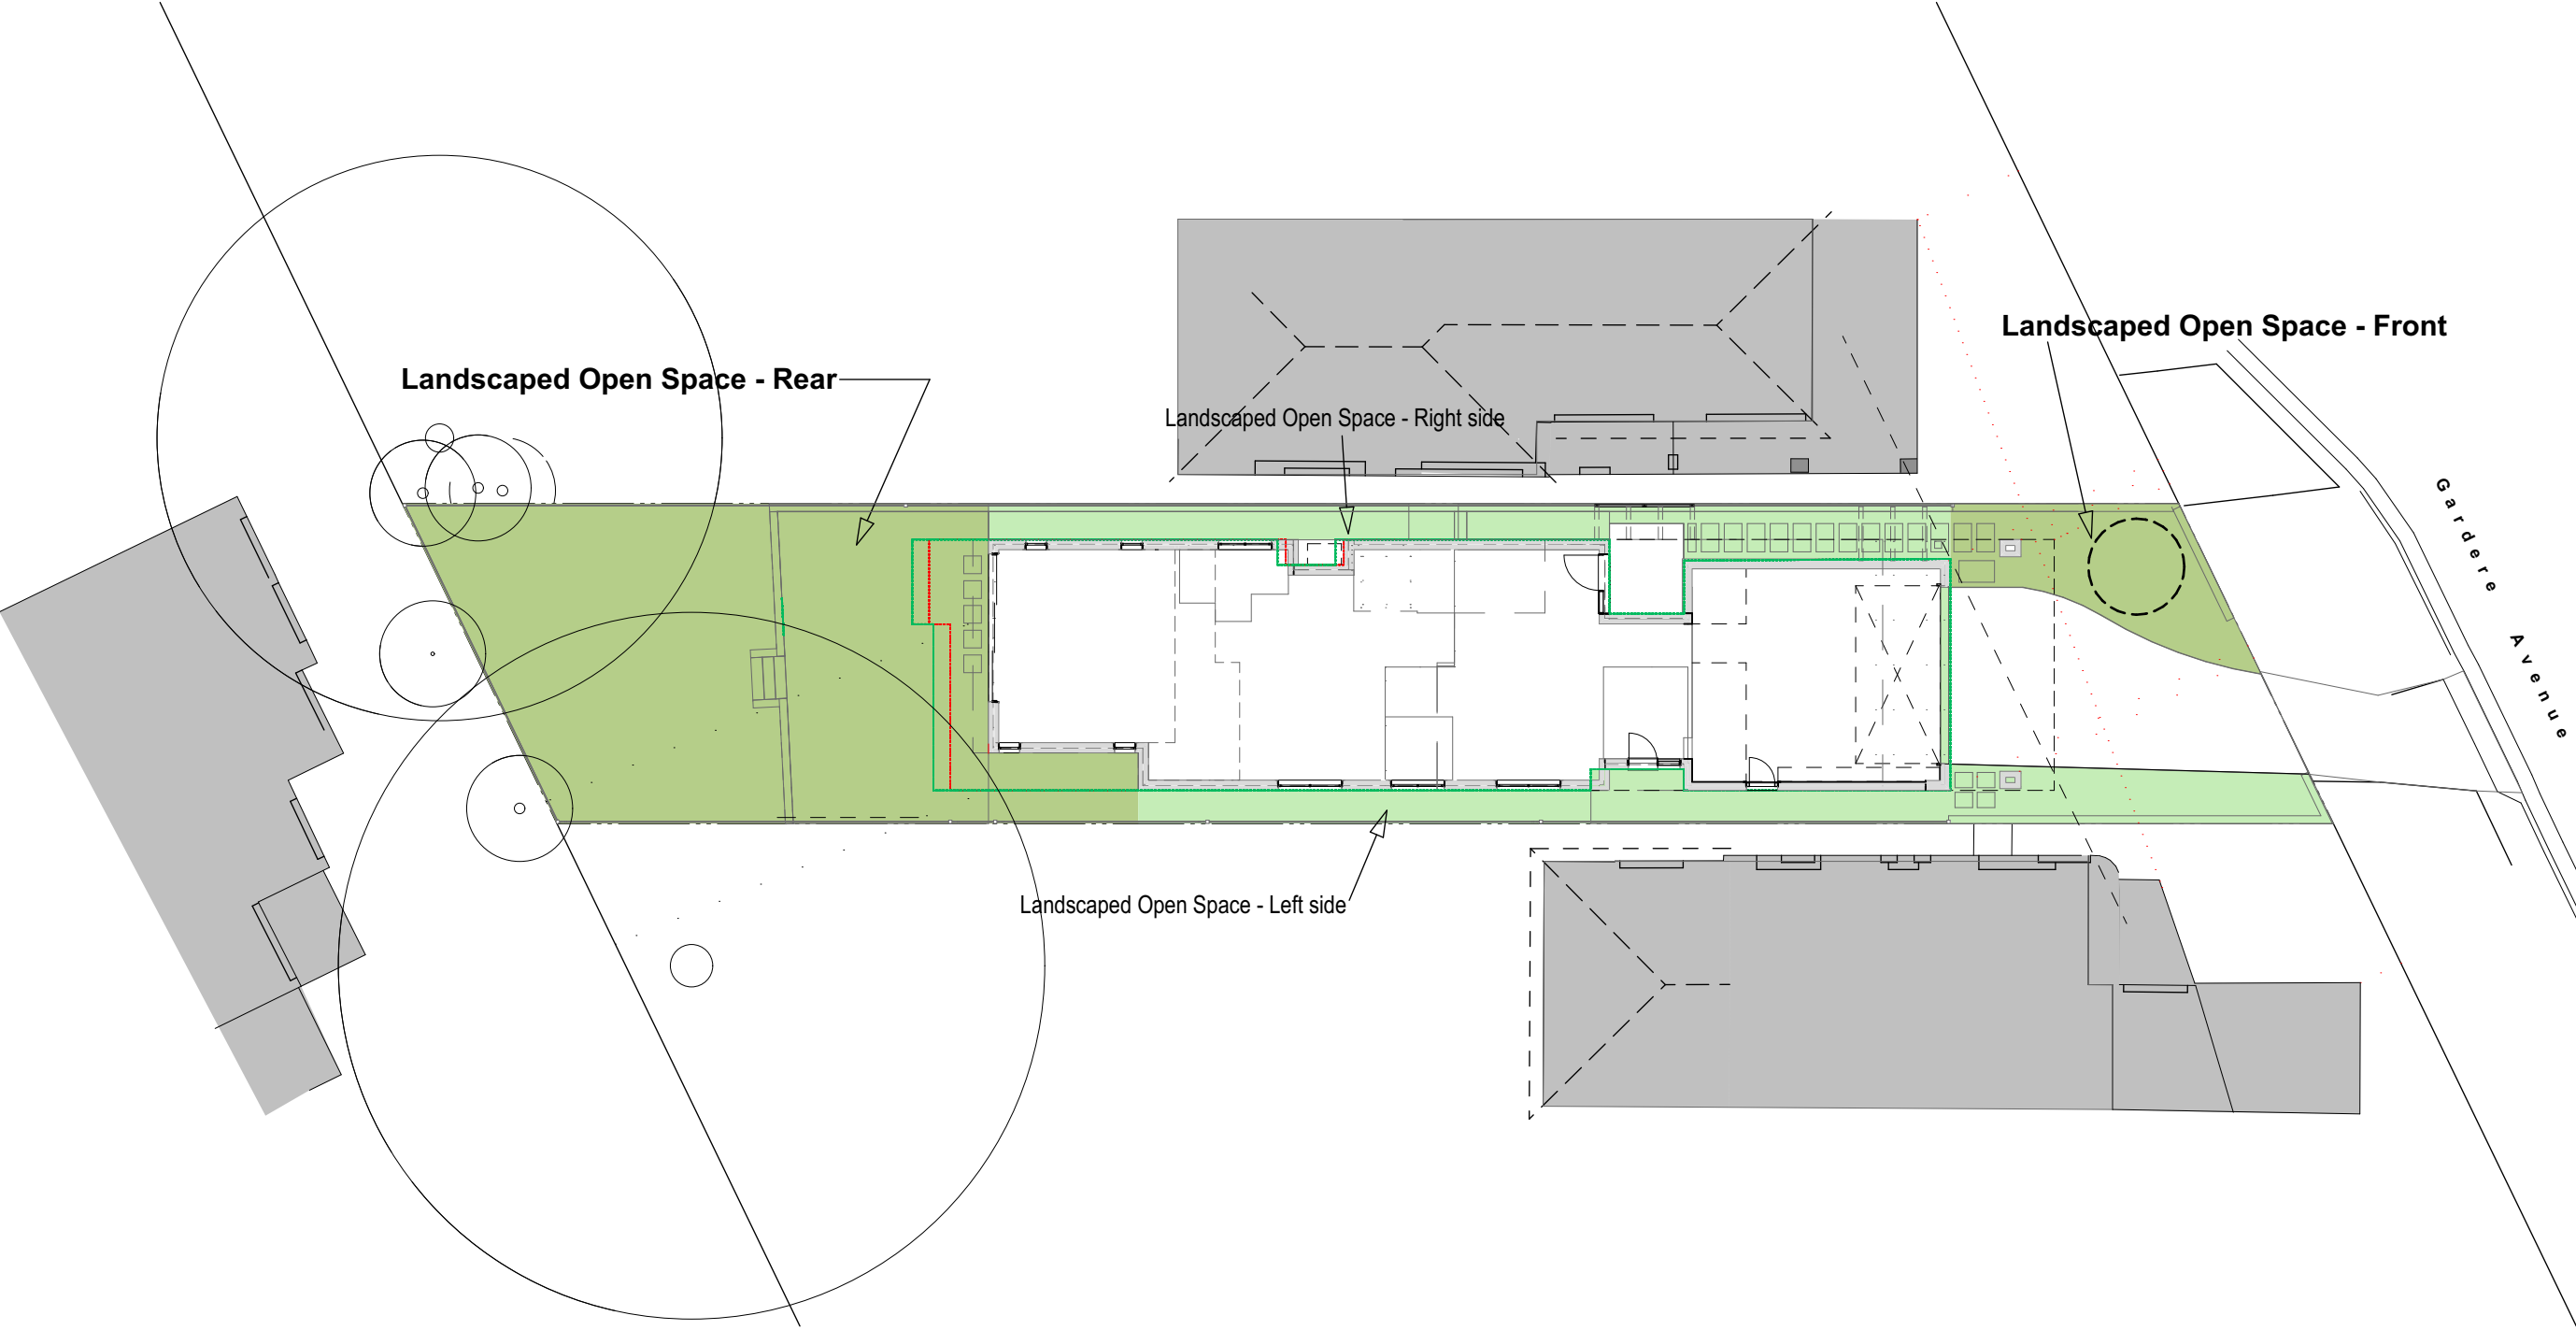 Landscaped Open Space - Front
Landscaped Open Space - Rear
Landscaped Open Space - Right side
Gardere Avenue
Landscaped Open Space - Left side